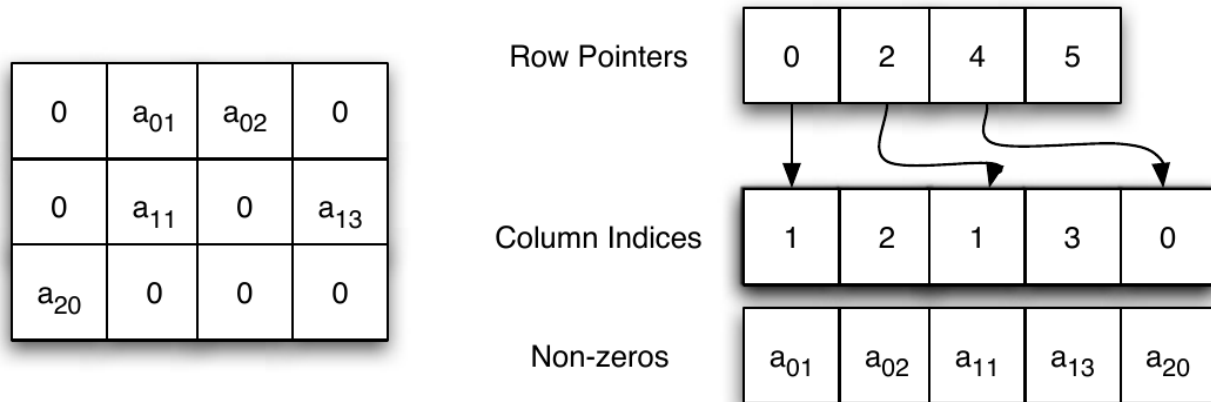 0 a01 a02 0
0 a11 0 a13
a20 0 0 0
Row Pointers 0 2 4 5
Column Indices 1 2 1 3 0
Non-zeros a01 a02 a11 a13 a20